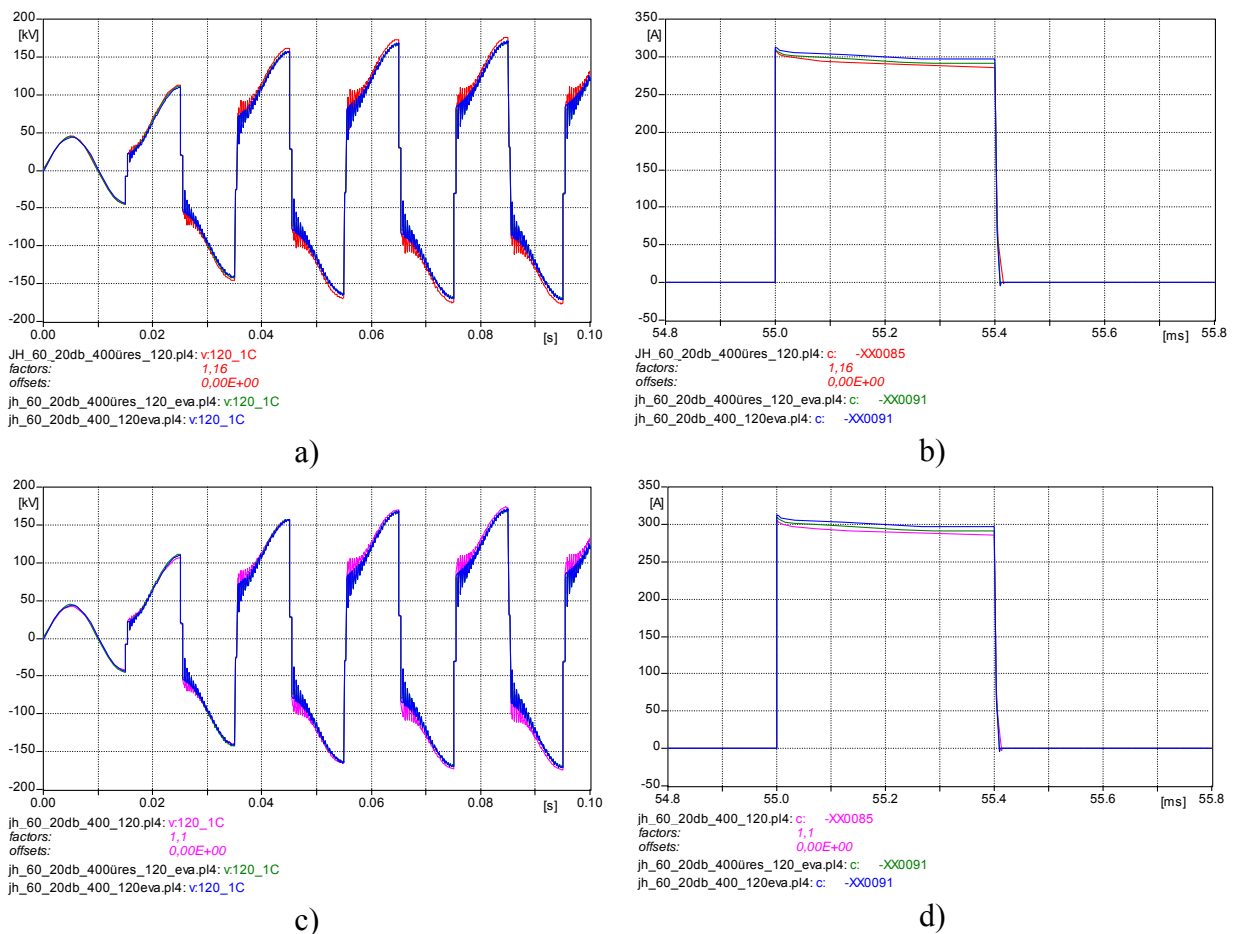 200
[kV]
150
100
50
0
-50
-100
-150
-200
0.00
0.02
0.04
0.06
0.08
[s]
0.10
JH_60_20db_400üres_120.pl4: v:120_1C
factors:
1,16
offsets:
0,00E+00
jh_60_20db_400üres_120_eva.pl4: v:120_1C
jh_60_20db_400_120eva.pl4: v:120_1C
a)
350
[A]
300
250
200
150
100
50
0
-50
54.8
55.0
55.2
55.4
55.6
[ms]
55.8
JH_60_20db_400üres_120.pl4: c: -XX0085
factors:
1,16
offsets:
0,00E+00
jh_60_20db_400üres_120_eva.pl4: c: -XX0091
jh_60_20db_400_120eva.pl4: c: -XX0091
b)
200
[kV]
150
100
50
0
-50
-100
-150
-200
0.00
0.02
0.04
0.06
0.08
[s]
0.10
jh_60_20db_400_120.pl4: v:120_1C
factors:
1,1
offsets:
0,00E+00
jh_60_20db_400üres_120_eva.pl4: v:120_1C
jh_60_20db_400_120eva.pl4: v:120_1C
c)
350
[A]
300
250
200
150
100
50
0
-50
54.8
55.0
55.2
55.4
55.6
[ms]
55.8
jh_60_20db_400_120.pl4: c: -XX0085
factors:
1,1
offsets:
0,00E+00
jh_60_20db_400üres_120_eva.pl4: c: -XX0091
jh_60_20db_400_120eva.pl4: c: -XX0091
d)